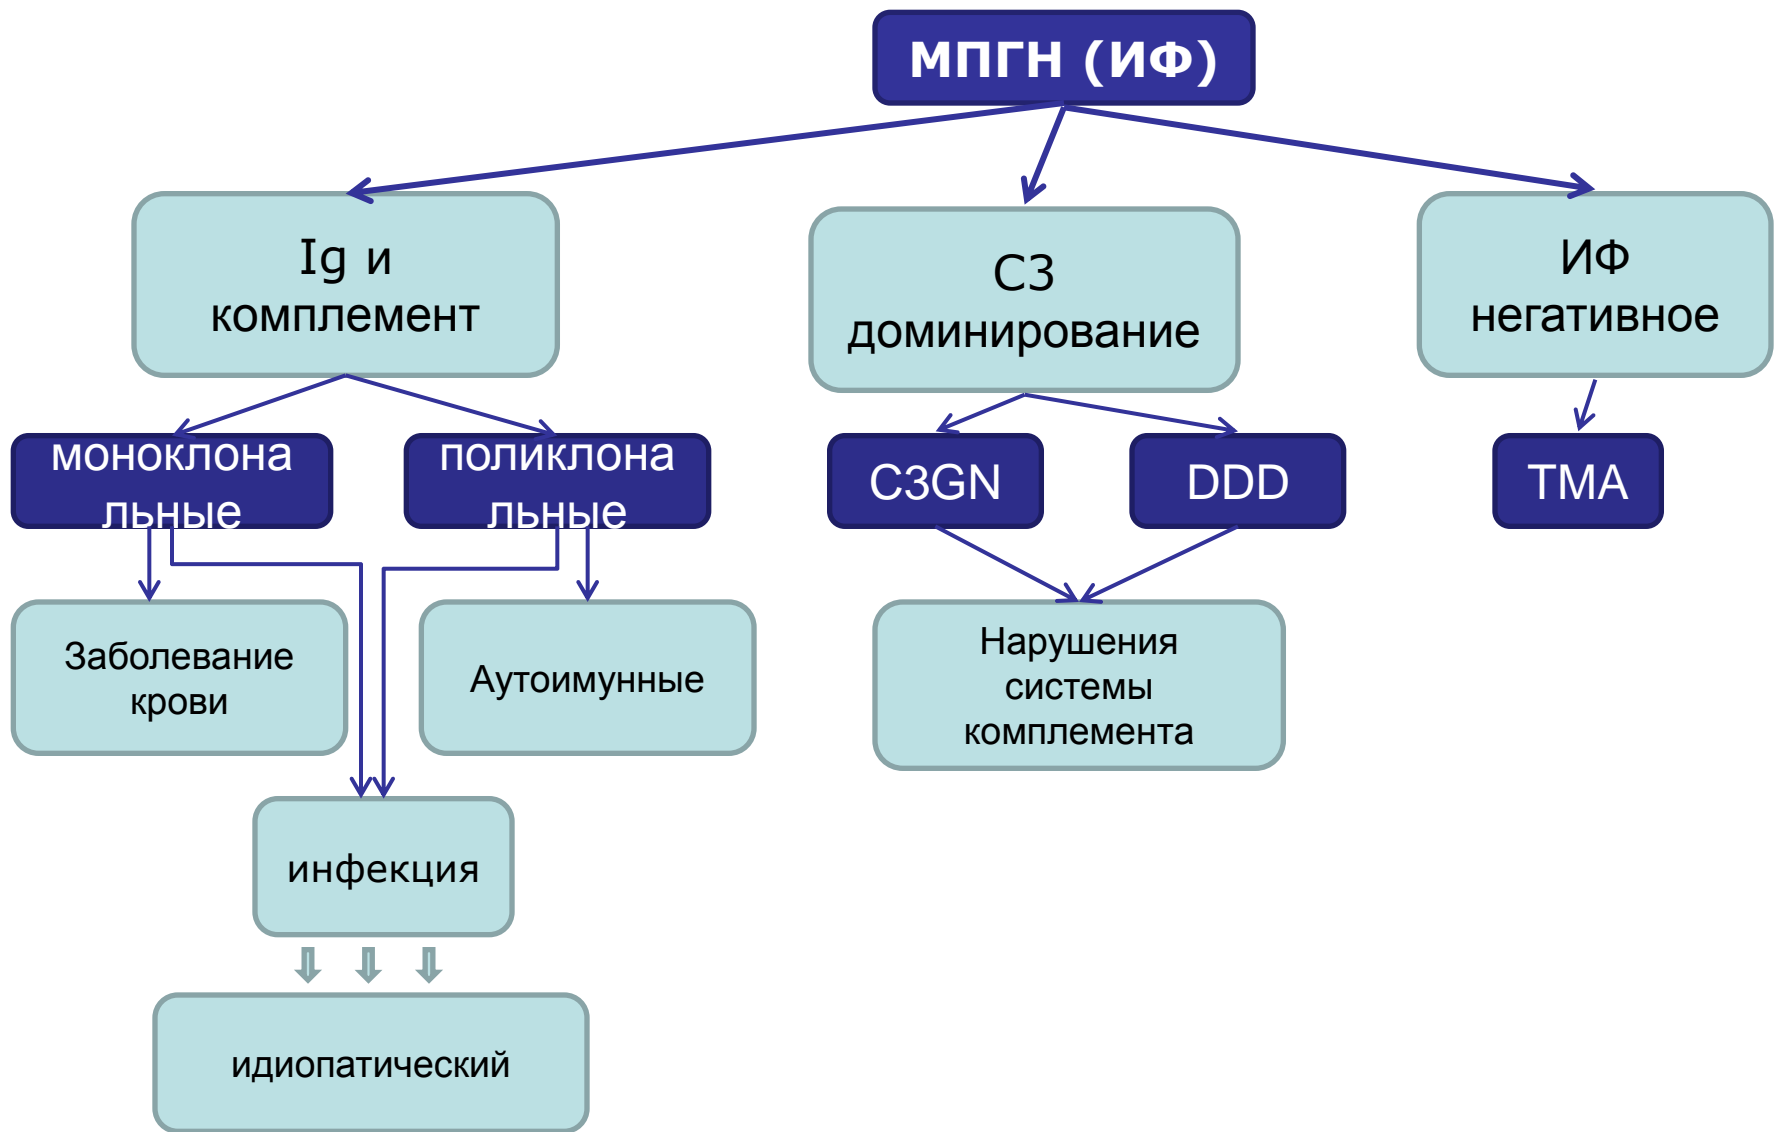 МПГН (ИФ)
Ig и
комплемент
C3
доминирование
ИФ
негативное
моноклона
льные
поликлона
льные
C3GN
DDD
TMA
Заболевание
крови
Аутоимунные
Нарушения
системы
комплемента
инфекция
идиопатический